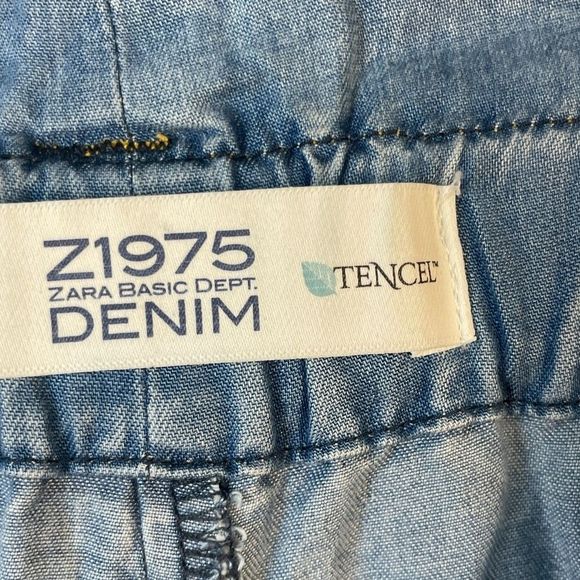 Z1975
ZARA BASIC DEPT.
DENIM
TENCEL™